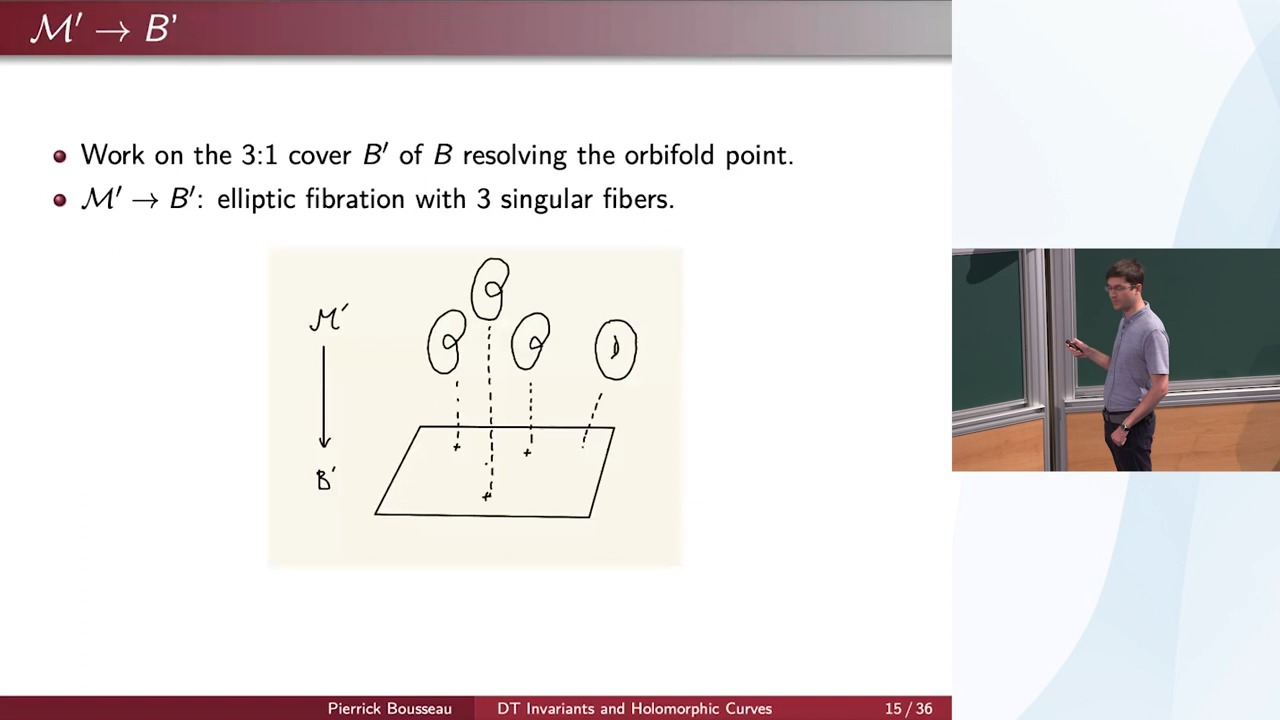 M′ → B'
Work on the 3:1 cover B′ of B resolving the orbifold point.
M′ → B′: elliptic fibration with 3 singular fibers.
M′
B′
Pierrick Bousseau
DT Invariants and Holomorphic Curves
15 / 36